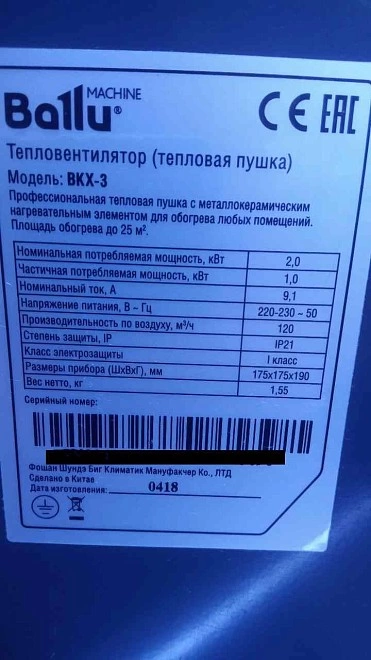 Ballu® MACHINE CE EAC
Тепловентилятор (тепловая пушка)
Модель: BKX-3
Профессиональная тепловая пушка с металлокерамическим
нагревательным элементом для обогрева любых помещений.
Площадь обогрева до 25 м².
Номинальная потребляемая мощность, кВт 2,0
Частичная потребляемая мощность, кВт 1,0
Номинальный ток, А 9,1
Напряжение питания, В ~ Гц 220-230 ~ 50
Производительность по воздуху, м³/ч 120
Степень защиты, IP IP21
Класс электрозащиты I класс
Размеры прибора (ШхВхГ), мм 175x175x190
Вес нетто, кг 1,55
Серийный номер:
Фошан Шундэ Биг Климатик Мануфакчер Ко., ЛТД
Сделано в Китае
Дата изготовления: 0418